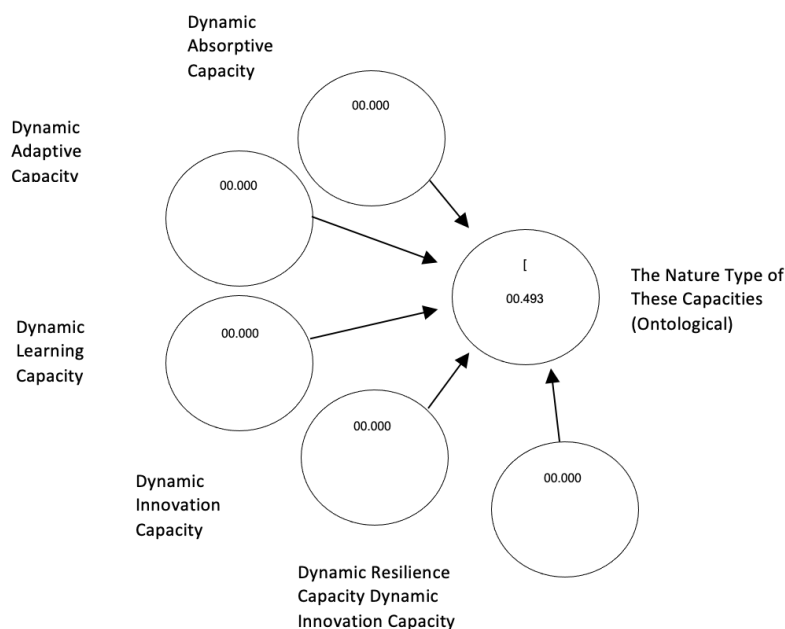 Dynamic
Absorptive
Capacity
00.000
Dynamic
Adaptive
Capacity
00.000
[
00.493
The Nature Type of
These Capacities
(Ontological)
Dynamic
Learning
Capacity
00.000
00.000
Dynamic
Innovation
Capacity
00.000
Dynamic Resilience
Capacity Dynamic
Innovation Capacity